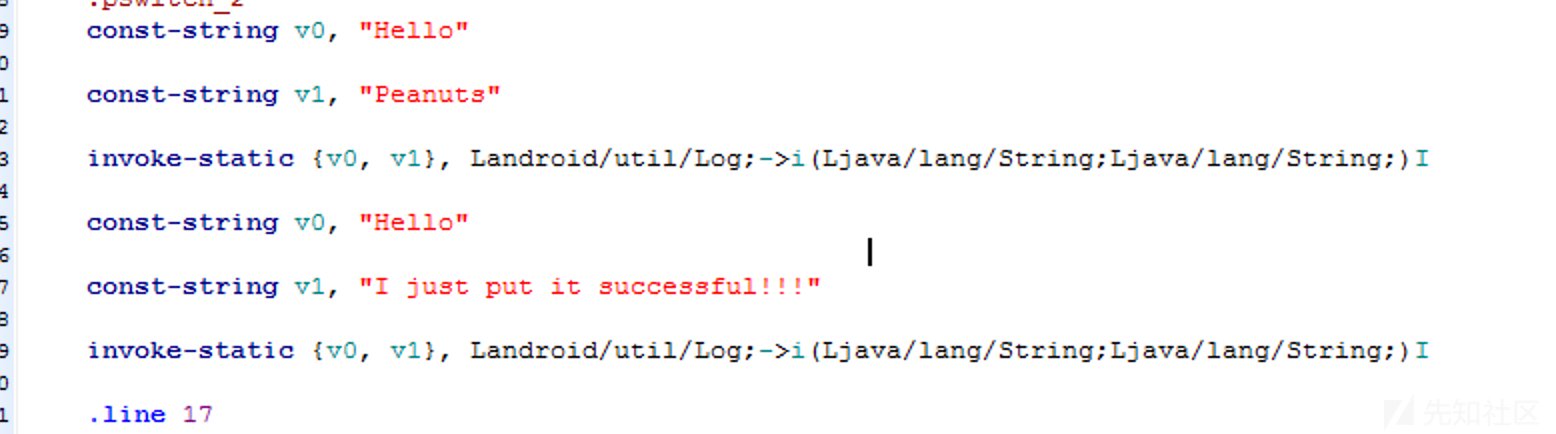 .pswitch_2
9 const-string v0, "Hello"
0
1 const-string v1, "Peanuts"
2
3 invoke-static {v0, v1}, Landroid/util/Log;->i(Ljava/lang/String;Ljava/lang/String;)I
4
5 const-string v0, "Hello"
6
7 const-string v1, "I just put it successful!!!"
8
9 invoke-static {v0, v1}, Landroid/util/Log;->i(Ljava/lang/String;Ljava/lang/String;)I
0
1 .line 17
先知社区